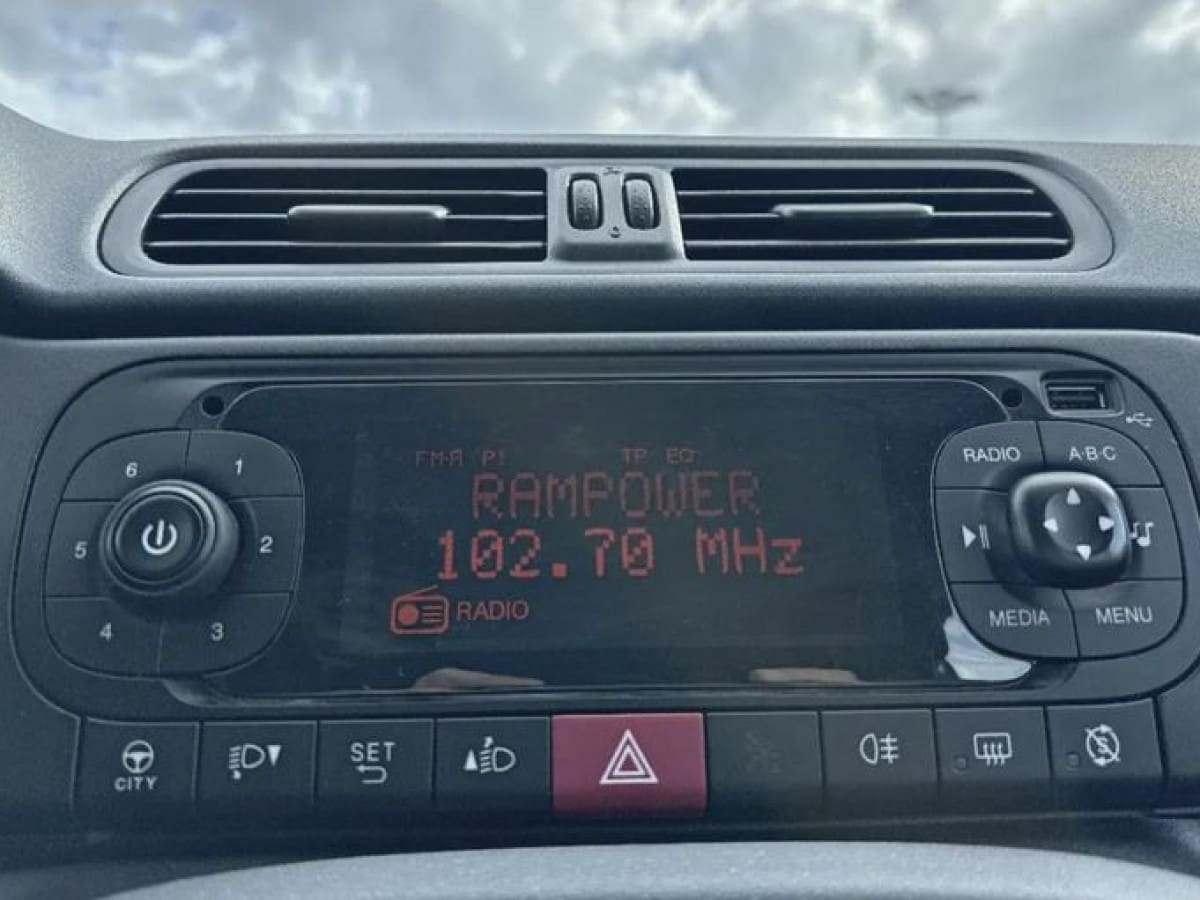 6 1
5 2
4 3
FM-A P1 TP EQ
RAMPOWER
102.70 MHz
RADIO
RADIO A·B·C
MEDIA MENU
CITY
SET